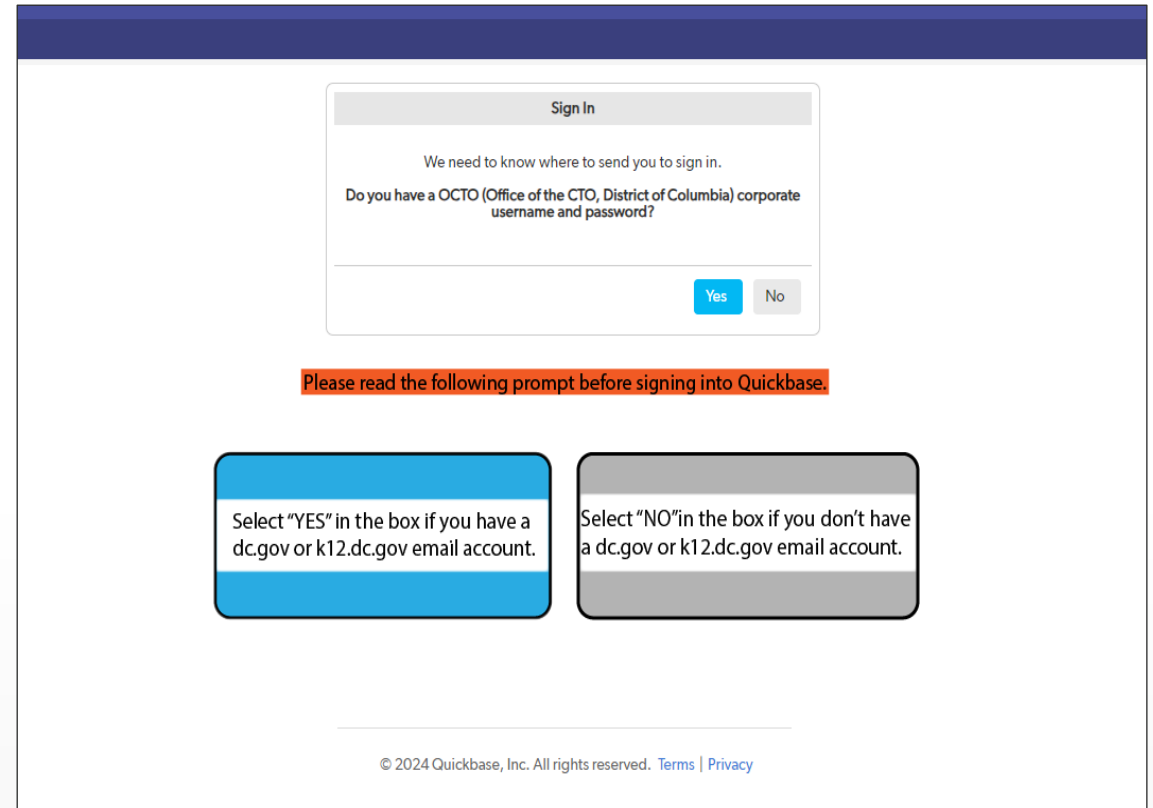 Sign In
We need to know where to send you to sign in.
Do you have a OCTO (Office of the CTO, District of Columbia) corporate
username and password?
Yes No
Please read the following prompt before signing into Quickbase.
Select “YES” in the box if you have a
dc.gov or k12.dc.gov email account.
Select “NO”in the box if you don’t have
a dc.gov or k12.dc.gov email account.
© 2024 Quickbase, Inc. All rights reserved. Terms | Privacy